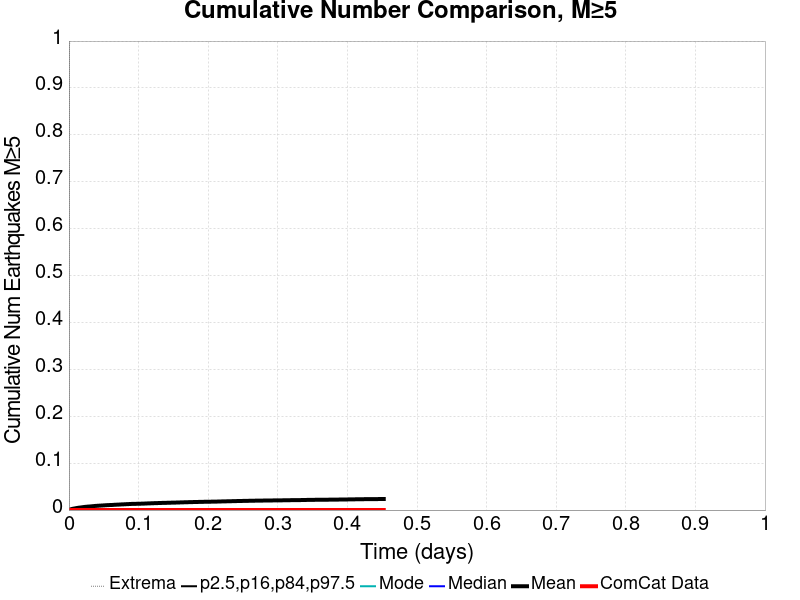 Cumulative Number Comparison, M≥5
Cumulative Num Earthquakes M≥5
1
0.9
0.8
0.7
0.6
0.5
0.4
0.3
0.2
0.1
0
0 0.1 0.2 0.3 0.4 0.5 0.6 0.7 0.8 0.9 1
Time (days)
Extrema p2.5,p16,p84,p97.5 Mode Median Mean ComCat Data